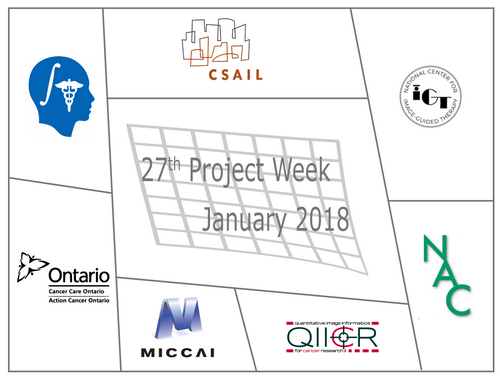 CSAIL
NATIONAL CENTER FOR
IGT
IMAGE GUIDED THERAPY
27th Project Week
January 2018
NAC
Ontario
Cancer Care Ontario
Action Cancer Ontario
MICCAI
quantitative image informatics
QIICR
for cancer research